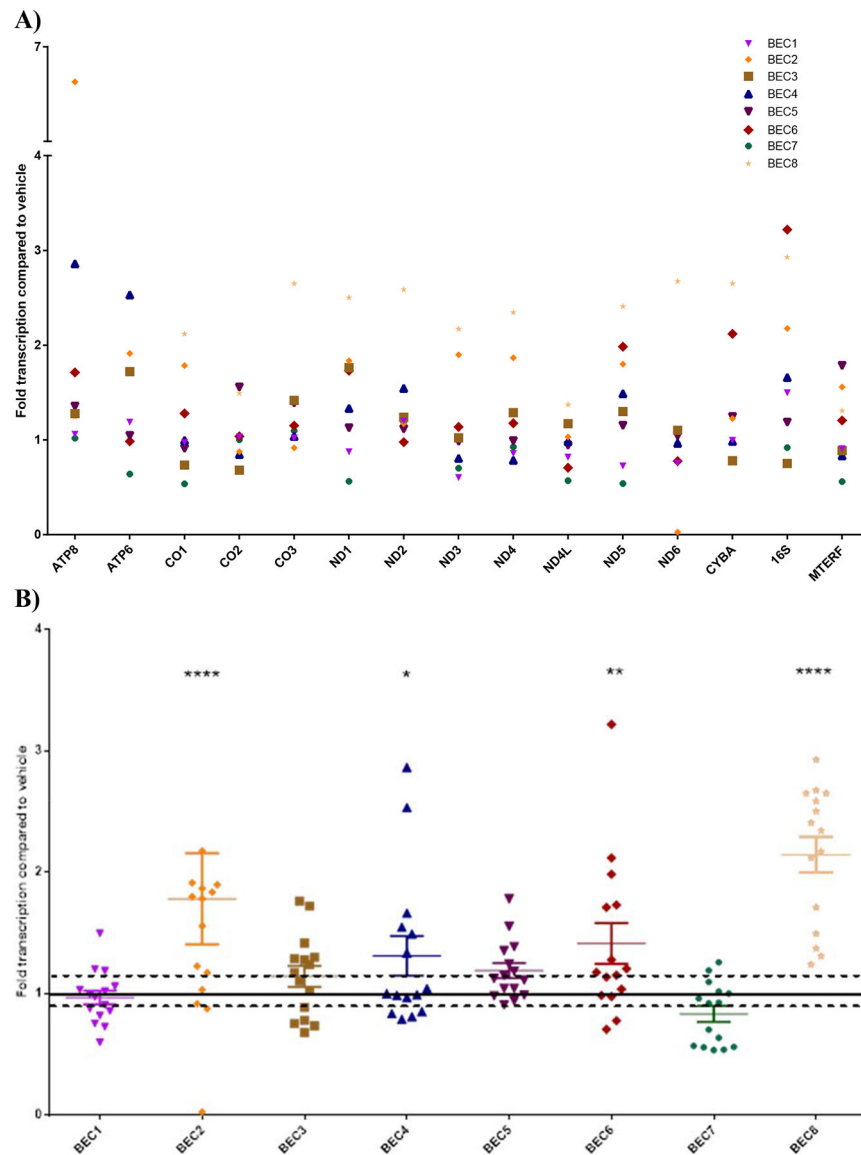 A)
7
4
3
2
1
0
Fold transcription compared to vehicle
BEC1
BEC2
BEC3
BEC4
BEC5
BEC6
BEC7
BEC8
ATP8 ATP6 CO1 CO2 CO3 ND1 ND2 ND3 ND4 ND4L ND5 ND6 CYBA 16S MTERF
B)
4
3
2
1
0
Fold transcription compared to vehicle
**** * ** ****
BEC1 BEC2 BEC3 BEC4 BEC5 BEC6 BEC7 BEC8